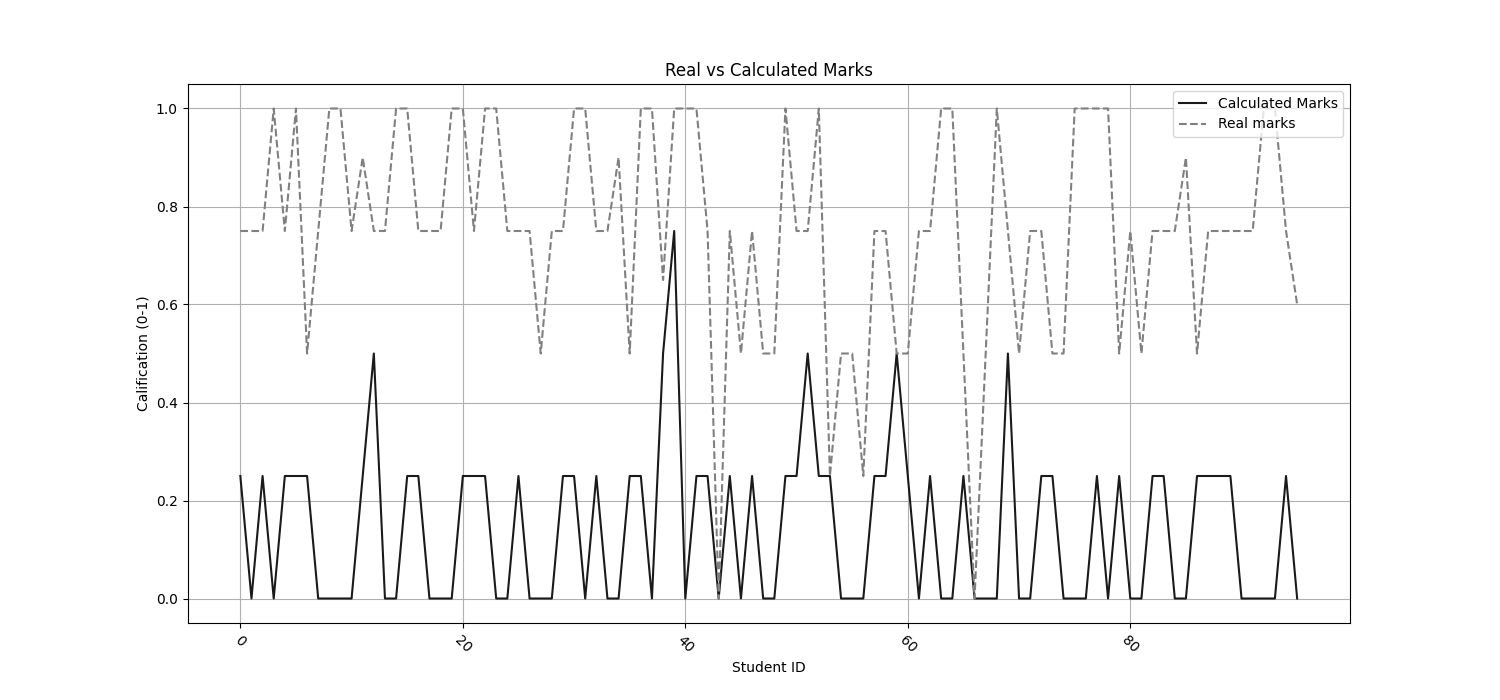 Real vs Calculated Marks
Calculated Marks
Real marks
1.0
0.8
0.6
0.4
0.2
0.0
Calification (0-1)
0
20
40
60
80
Student ID